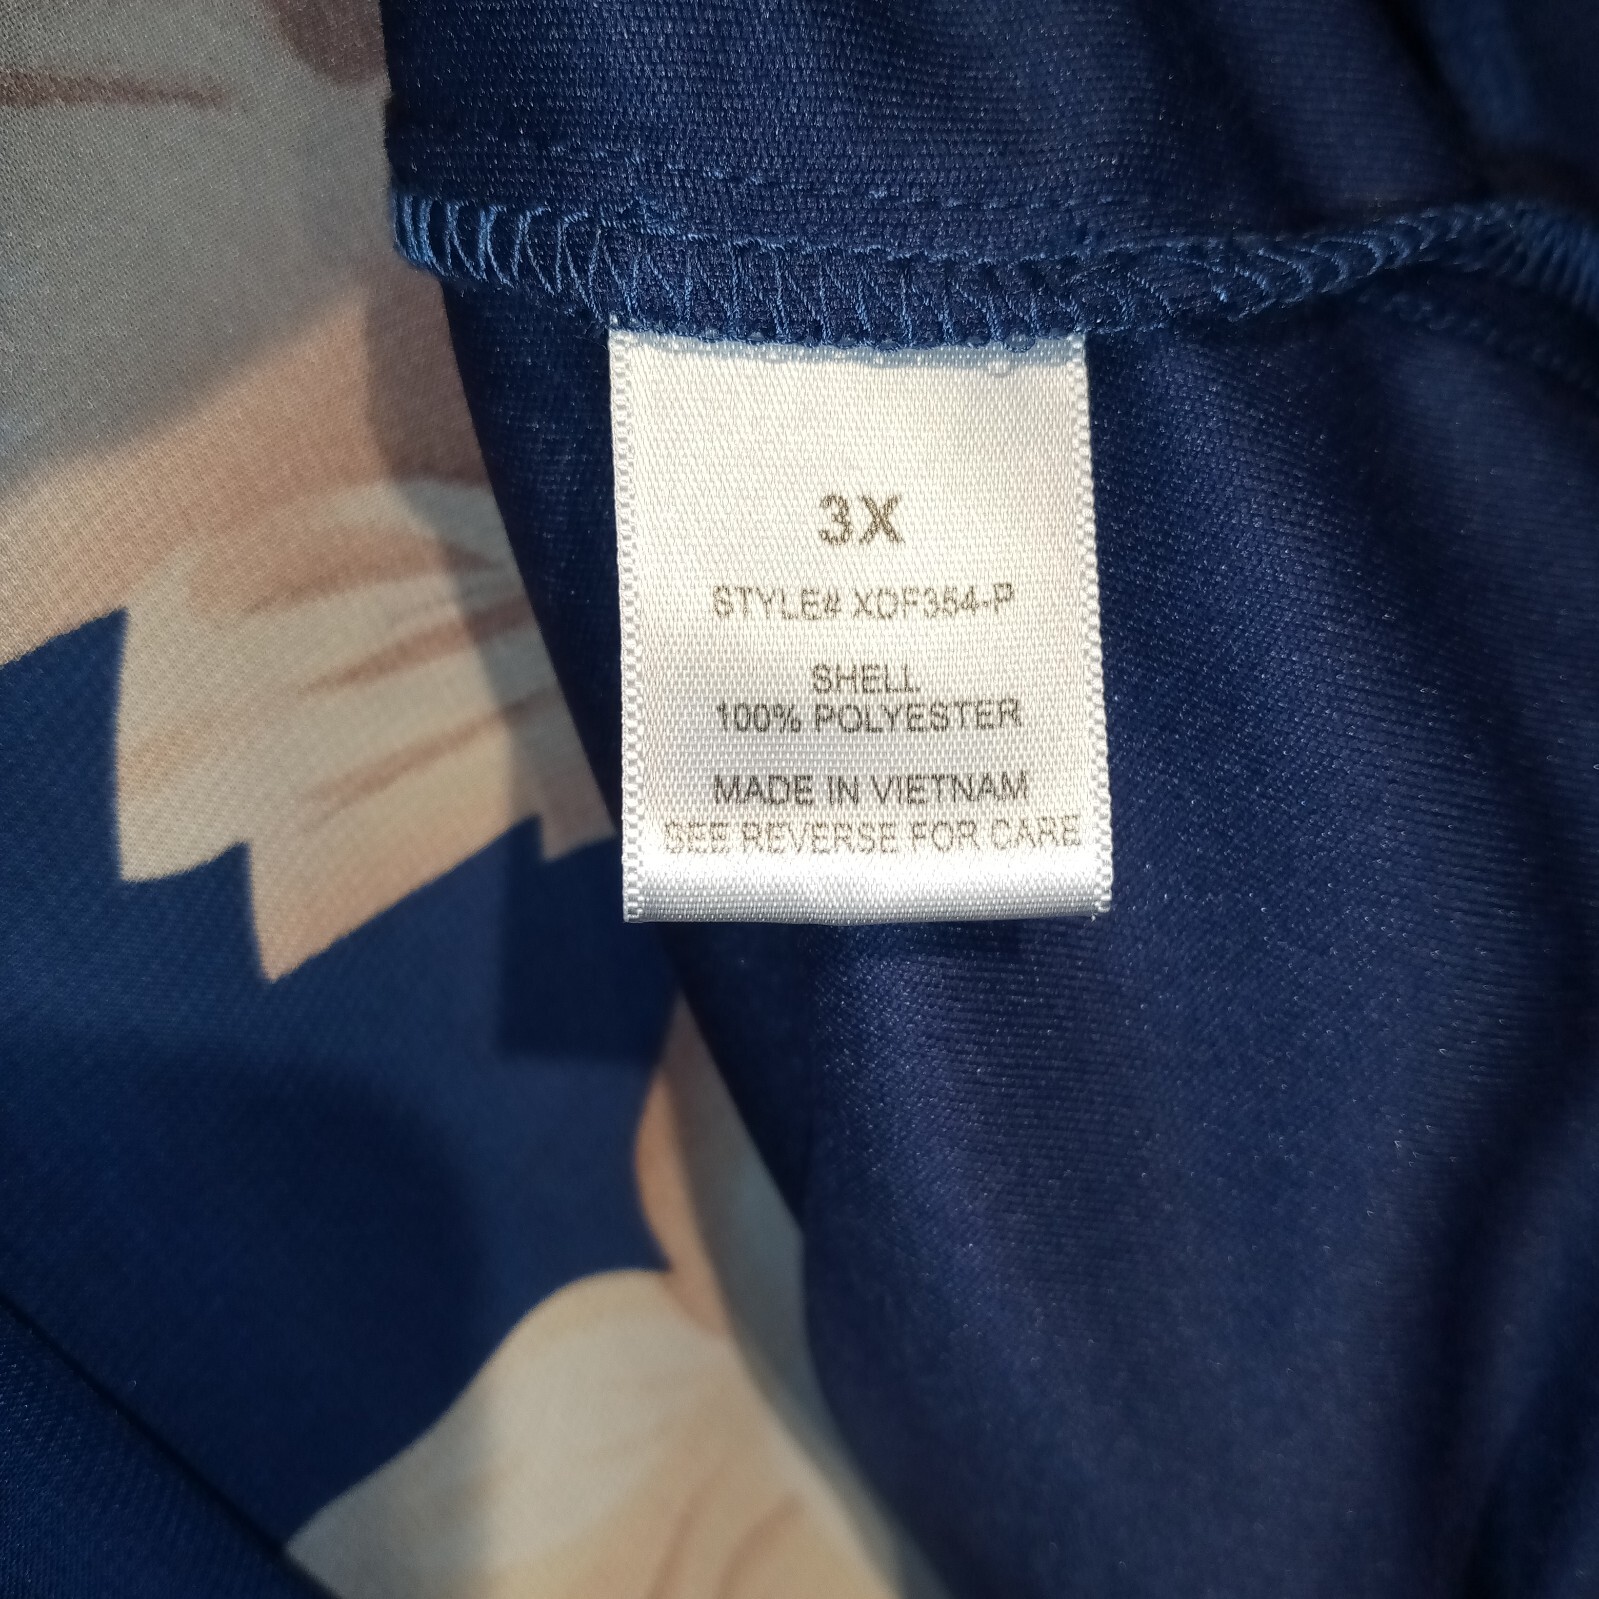 3X
STYLE# XOF354-P
SHELL
100% POLYESTER
MADE IN VIETNAM
SEE REVERSE FOR CARE